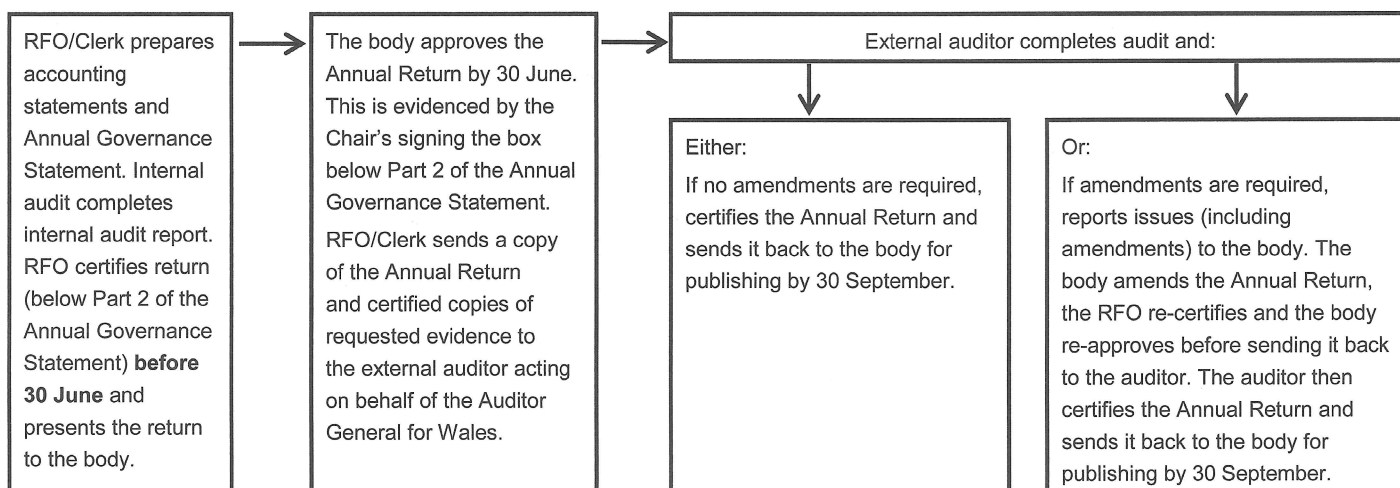 RFO/Clerk prepares
accounting
statements and
Annual Governance
Statement. Internal
audit completes
internal audit report.
RFO certifies return
(below Part 2 of the
Annual Governance
Statement) before
30 June and
presents the return
to the body.
The body approves the
Annual Return by 30 June.
This is evidenced by the
Chair's signing the box
below Part 2 of the Annual
Governance Statement.
RFO/Clerk sends a copy
of the Annual Return
and certified copies of
requested evidence to
the external auditor acting
on behalf of the Auditor
General for Wales.
External auditor completes audit and:
Either:
If no amendments are required,
certifies the Annual Return and
sends it back to the body for
publishing by 30 September.
Or:
If amendments are required,
reports issues (including
amendments) to the body. The
body amends the Annual Return,
the RFO re-certifies and the body
re-approves before sending it back
to the auditor. The auditor then
certifies the Annual Return and
sends it back to the body for
publishing by 30 September.